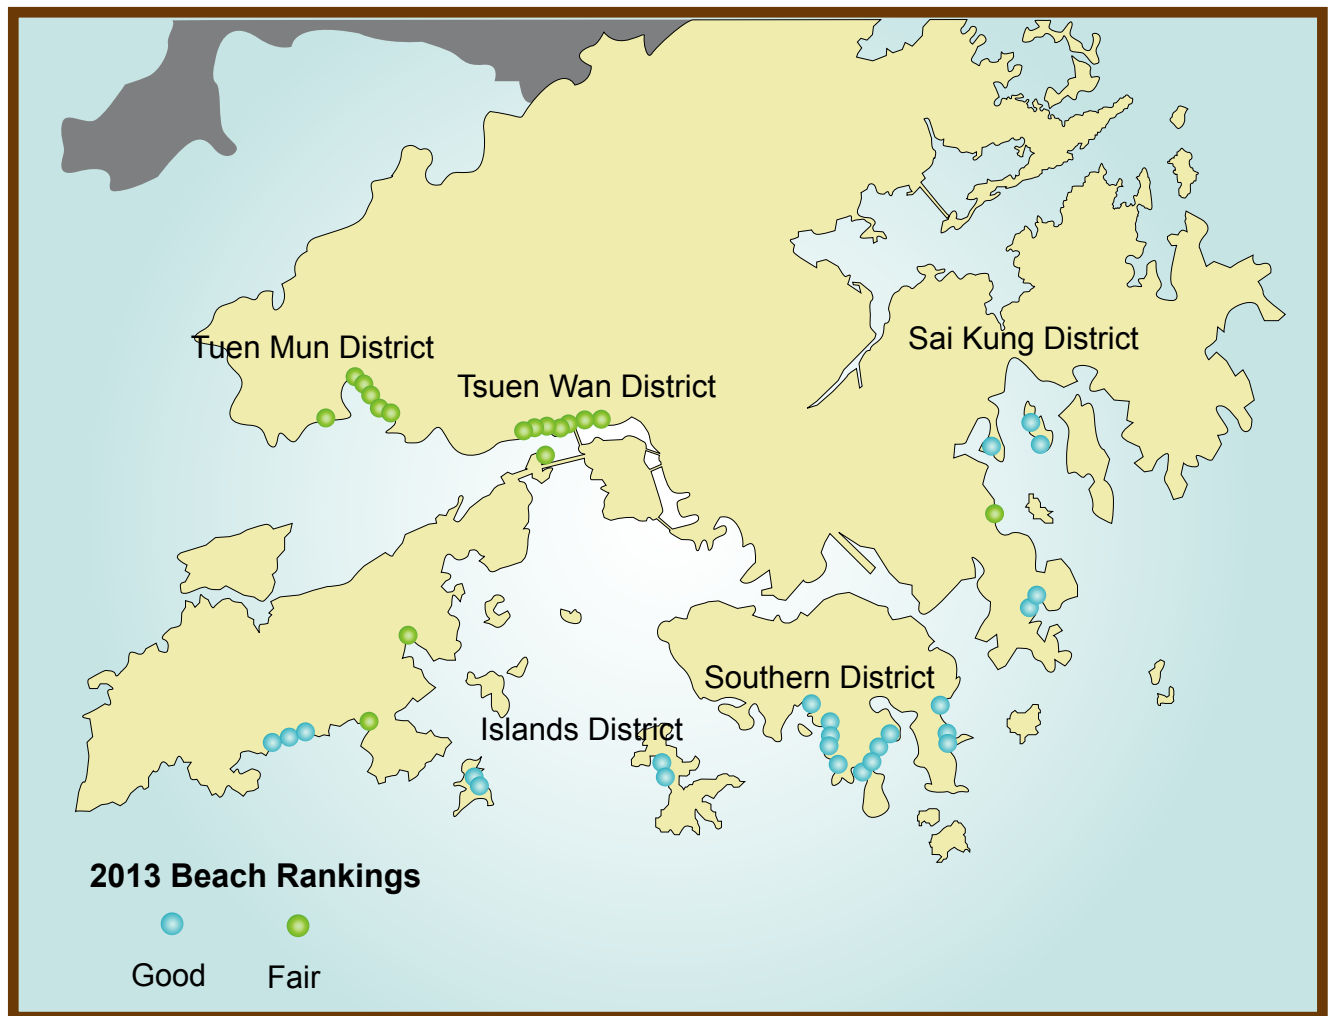 Sai Kung District
Tuen Mun District
Tsuen Wan District
Southern District
Islands District
2013 Beach Rankings
Good
Fair